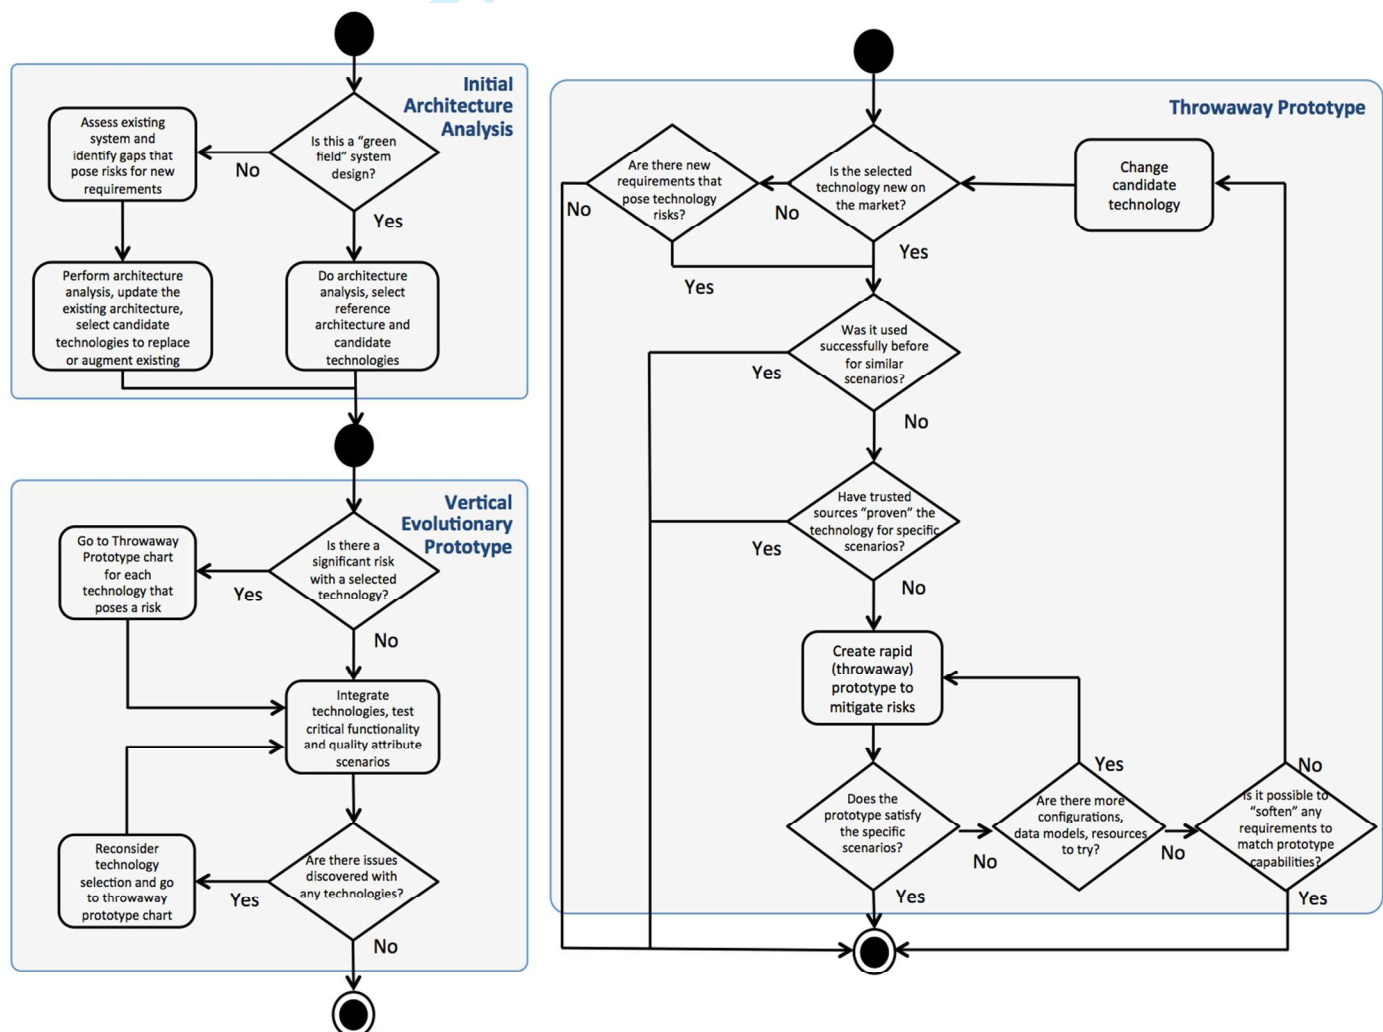 Initial
Architecture
Analysis
Is this a “green
field” system
design?
No
Yes
Assess existing
system and
identify gaps that
pose risks for new
requirements
Perform architecture
analysis, update the
existing architecture,
select candidate
technologies to replace
or augment existing
Do architecture
analysis, select
reference
architecture and
candidate
technologies
Vertical
Evolutionary
Prototype
Is there a
significant risk
with a selected
technology?
Yes
No
Go to Throwaway
Prototype chart
for each
technology that
poses a risk
Integrate
technologies, test
critical functionality
and quality attribute
scenarios
Are there issues
discovered with
any technologies?
Yes
No
Reconsider
technology
selection and go
to throwaway
prototype chart
Throwaway Prototype
Is the selected
technology new on
the market?
No
Yes
Are there new
requirements that
pose technology
risks?
No
Yes
Change
candidate
technology
Was it used
successfully before
for similar
scenarios?
Yes
No
Have trusted
sources “proven” the
technology for specific
scenarios?
Yes
No
Create rapid
(throwaway)
prototype to
mitigate risks
Does the
prototype satisfy
the specific
scenarios?
No
Yes
Are there more
configurations,
data models, resources
to try?
Yes
No
Is it possible to
“soften” any
requirements to
match prototype
capabilities?
No
Yes